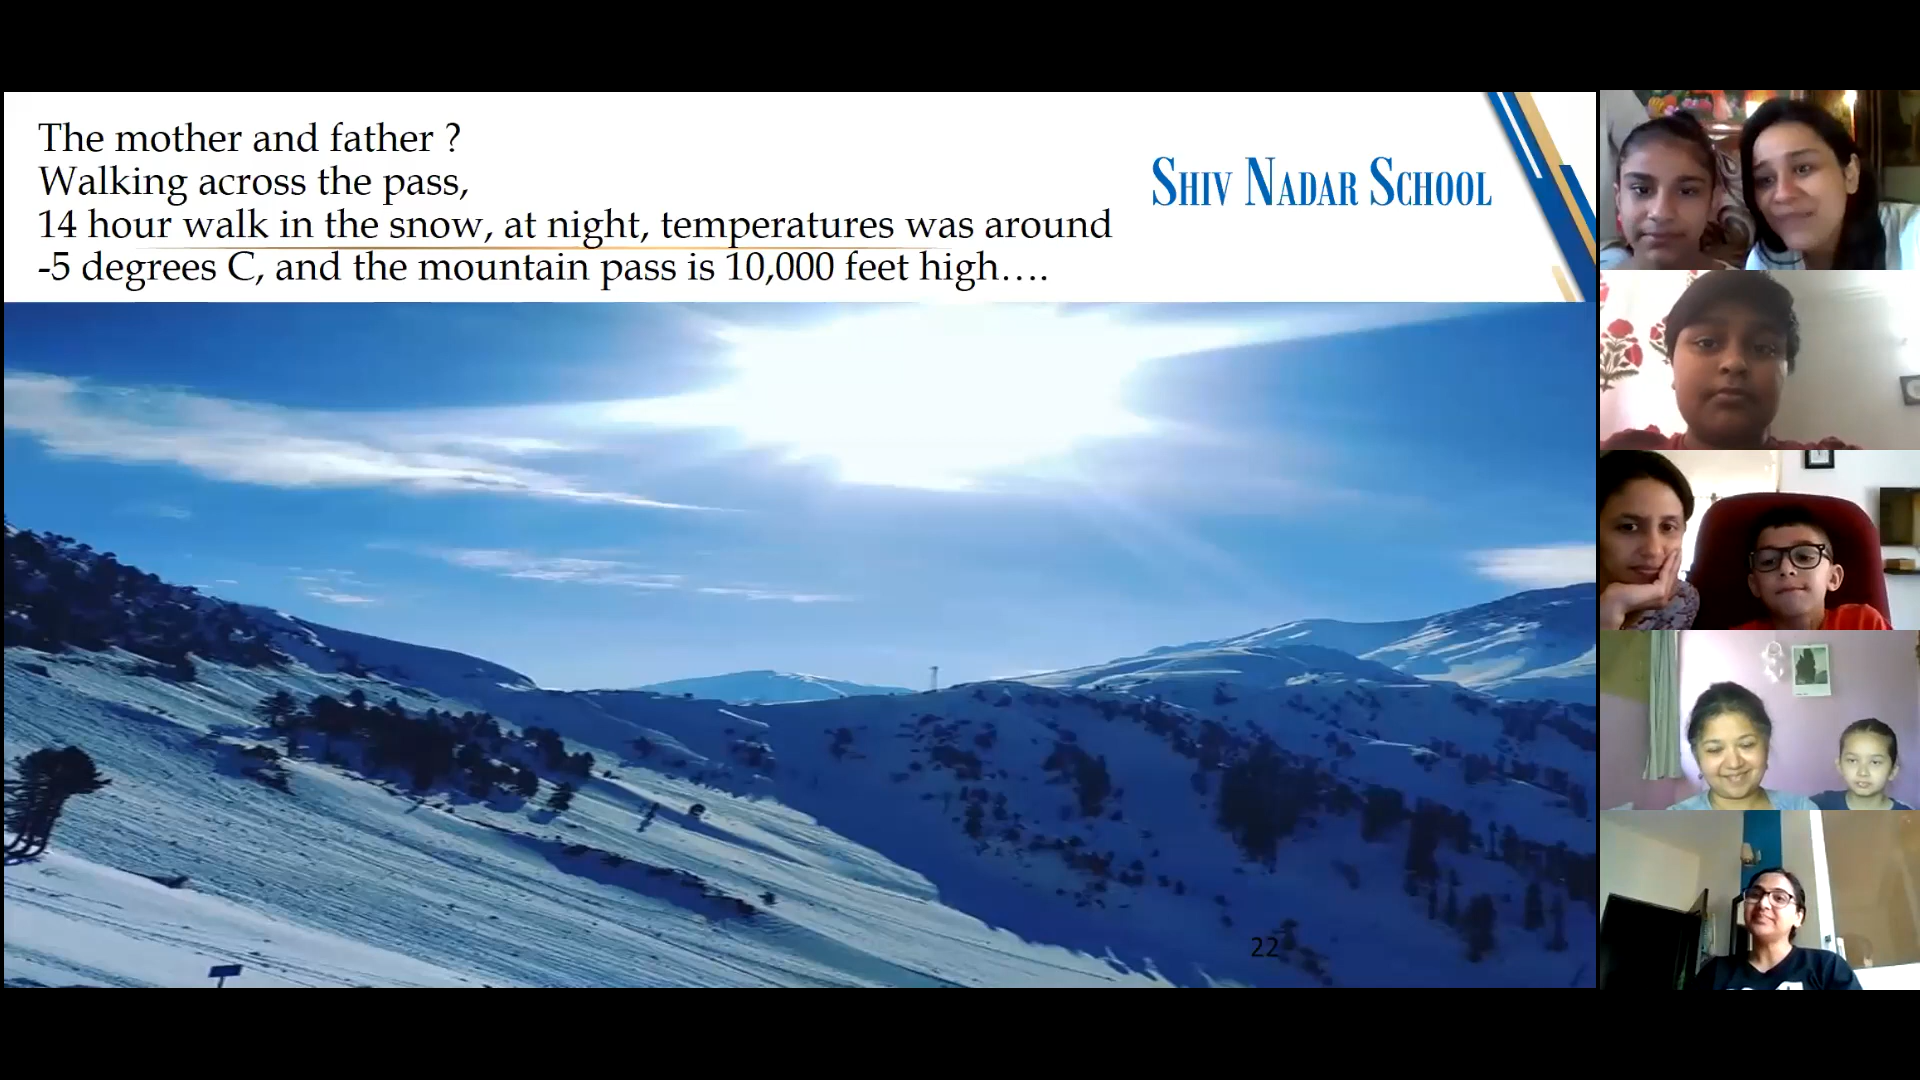 The mother and father ?
Walking across the pass,
14 hour walk in the snow, at night, temperatures was around
-5 degrees C, and the mountain pass is 10,000 feet high….
SHIV NADAR SCHOOL
22